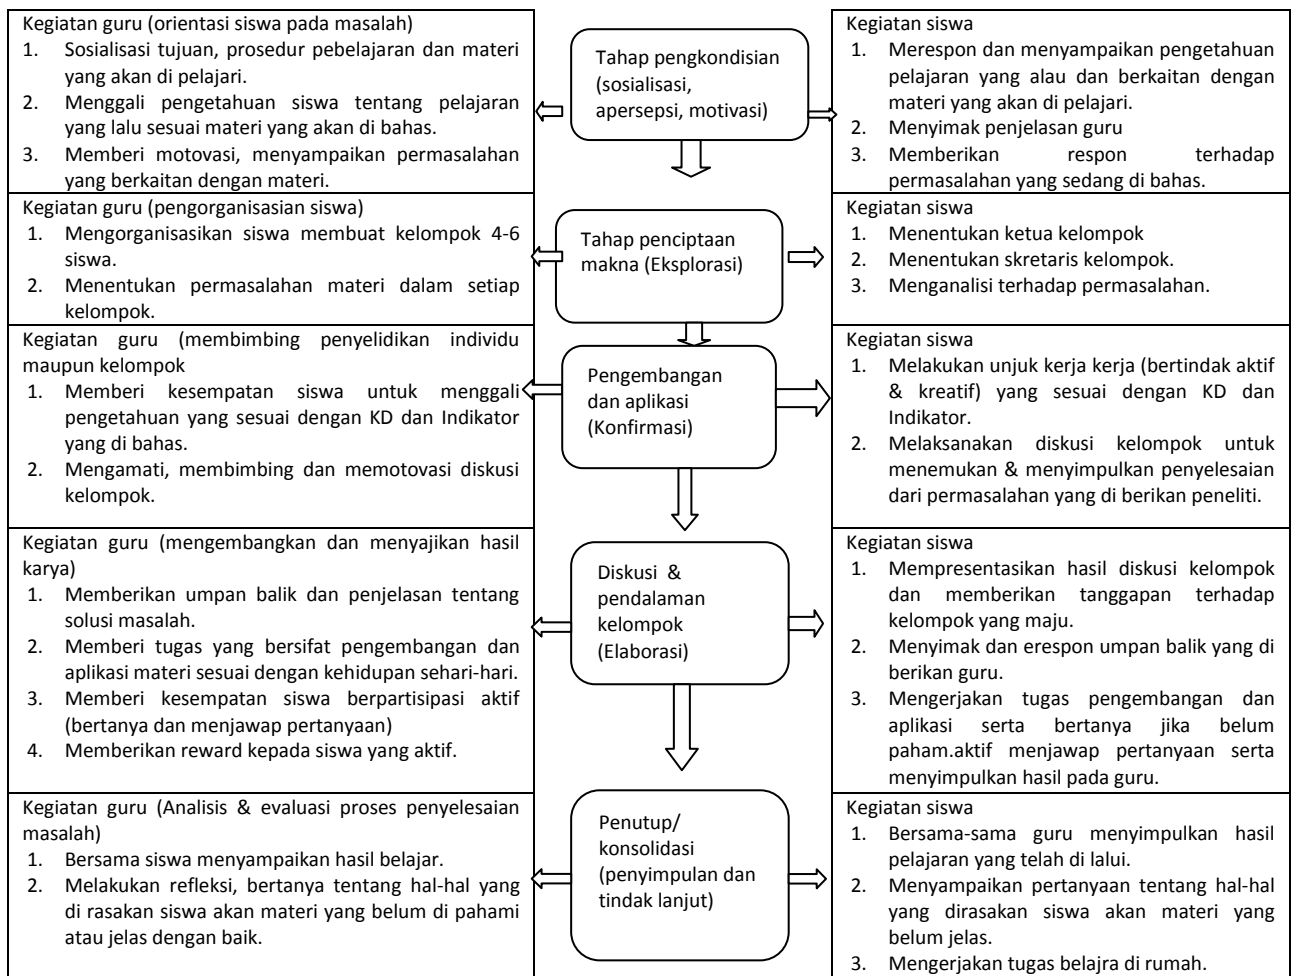 Kegiatan guru (orientasi siswa pada masalah)
1. Sosialisasi tujuan, prosedur pebelajaran dan materi
yang akan di pelajari.
2. Menggali pengetahuan siswa tentang pelajaran
yang lalu sesuai materi yang akan di bahas.
3. Memberi motovasi, menyampaikan permasalahan
yang berkaitan dengan materi.
Tahap pengkondisian
(sosialisasi,
apersepsi, motivasi)
Kegiatan siswa
1. Merespon dan menyampaikan pengetahuan
pelajaran yang alau dan berkaitan dengan
materi yang akan di pelajari.
2. Menyimak penjelasan guru
3. Memberikan respon terhadap
permasalahan yang sedang di bahas.
Kegiatan guru (pengorganisasian siswa)
1. Mengorganisasikan siswa membuat kelompok 4-6
siswa.
2. Menentukan permasalahan materi dalam setiap
kelompok.
Tahap penciptaan
makna (Eksplorasi)
Kegiatan siswa
1. Menentukan ketua kelompok
2. Menentukan skretaris kelompok.
3. Menganalisi terhadap permasalahan.
Kegiatan guru (membimbing penyelidikan individu
maupun kelompok
1. Memberi kesempatan siswa untuk menggali
pengetahuan yang sesuai dengan KD dan Indikator
yang di bahas.
2. Mengamati, membimbing dan memotovasi diskusi
kelompok.
Pengembangan
dan aplikasi
(Konfirmasi)
Kegiatan siswa
1. Melakukan unjuk kerja kerja (bertindak aktif
& kreatif) yang sesuai dengan KD dan
Indikator.
2. Melaksanakan diskusi kelompok untuk
menemukan & menyimpulkan penyelesaian
dari permasalahan yang di berikan peneliti.
Kegiatan guru (mengembangkan dan menyajikan hasil
karya)
1. Memberikan umpan balik dan penjelasan tentang
solusi masalah.
2. Memberi tugas yang bersifat pengembangan dan
aplikasi materi sesuai dengan kehidupan sehari-hari.
3. Memberi kesempatan siswa berpartisipasi aktif
(bertanya dan menjawap pertanyaan)
4. Memberikan reward kepada siswa yang aktif.
Diskusi &
pendalaman
kelompok
(Elaborasi)
Kegiatan siswa
1. Mempresentasikan hasil diskusi kelompok
dan memberikan tanggapan terhadap
kelompok yang maju.
2. Menyimak dan erespon umpan balik yang di
berikan guru.
3. Mengerjakan tugas pengembangan dan
aplikasi serta bertanya jika belum
paham.aktif menjawap pertanyaan serta
menyimpulkan hasil pada guru.
Kegiatan guru (Analisis & evaluasi proses penyelesaian
masalah)
1. Bersama siswa menyampaikan hasil belajar.
2. Melakukan refleksi, bertanya tentang hal-hal yang
di rasakan siswa akan materi yang belum di pahami
atau jelas dengan baik.
Penutup/
konsolidasi
(penyimpulan dan
tindak lanjut)
Kegiatan siswa
1. Bersama-sama guru menyimpulkan hasil
pelajaran yang telah di lalui.
2. Menyampaikan pertanyaan tentang hal-hal
yang dirasakan siswa akan materi yang
belum jelas.
3. Mengerjakan tugas belajra di rumah.